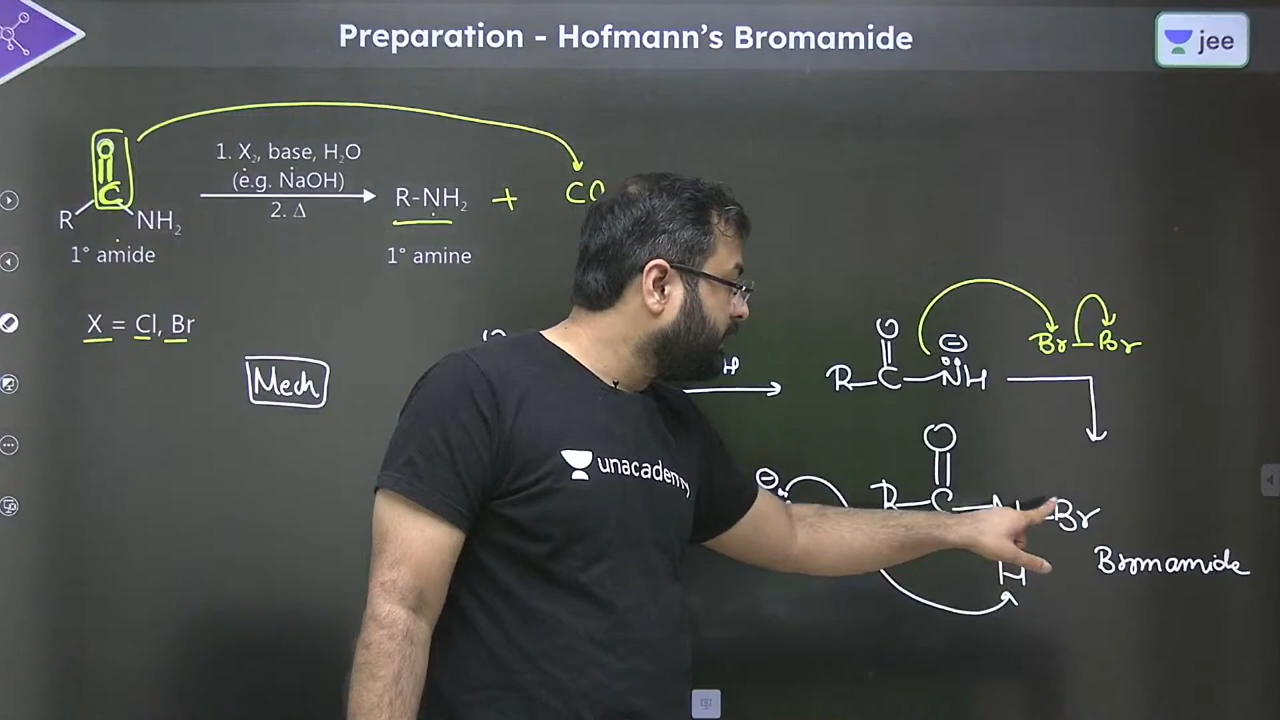 Preparation - Hofmann's Bromamide
jee
O
C
R
NH₂
1° amide
1. X₂, base, H₂O
(e.g. NaOH)
2. Δ
R-NH₂ +
1° amine
X = Cl, Br
Mech
O
R-C-NH
⊖
Br-Br
H
unacademy
O
⊖
R-C-
Br
H
Bromamide